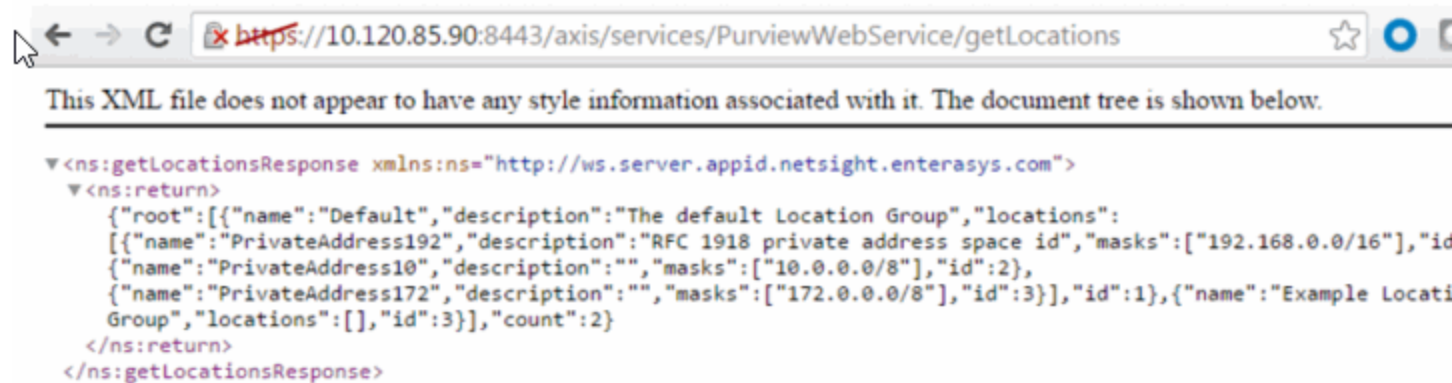 https://10.120.85.90:8443/axis/services/PurviewWebService/getLocations
This XML file does not appear to have any style information associated with it. The document tree is shown below.
▼<ns:getLocationsResponse xmlns:ns="http://ws.server.appid.netsight.enterasys.com">
▼<ns:return>
{"root":[{"name":"Default","description":"The default Location Group","locations":
[{"name":"PrivateAddress192","description":"RFC 1918 private address space id","masks":["192.168.0.0/16"],"id
{"name":"PrivateAddress10","description":"","masks":["10.0.0.0/8"],"id":2},
{"name":"PrivateAddress172","description":"","masks":["172.0.0.0/8"],"id":3}],"id":1},{"name":"Example Locati
Group","locations":[],"id":3}],"count":2}
</ns:return>
</ns:getLocationsResponse>